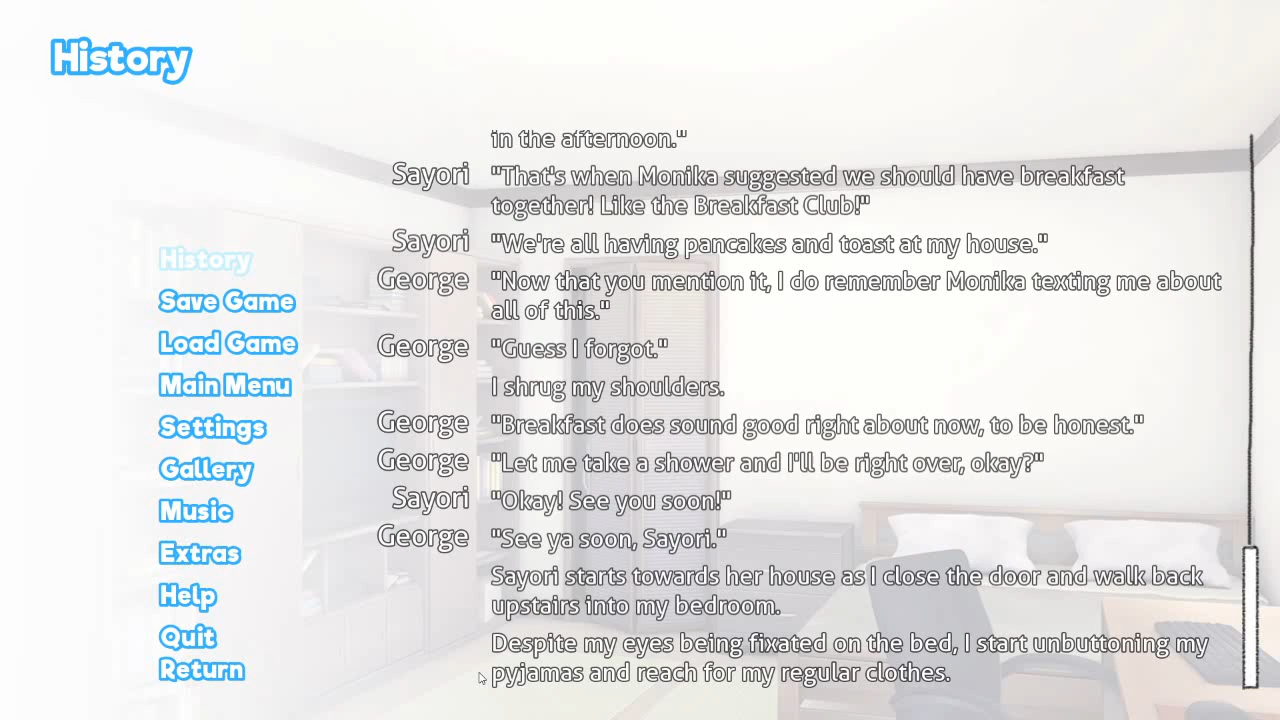 History
in the afternoon."
Sayori "That's when Monika suggested we should have breakfast
together! Like the Breakfast Club!"
Sayori "We're all having pancakes and toast at my house."
George "Now that you mention it, I do remember Monika texting me about
all of this."
George "Guess I forgot."
I shrug my shoulders.
George "Breakfast does sound good right about now, to be honest."
George "Let me take a shower and I'll be right over, okay?"
Sayori "Okay! See you soon!"
George "See ya soon, Sayori."
Sayori starts towards her house as I close the door and walk back
upstairs into my bedroom.
Despite my eyes being fixated on the bed, I start unbuttoning my
pyjamas and reach for my regular clothes.
History
Save Game
Load Game
Main Menu
Settings
Gallery
Music
Extras
Help
Quit
Return